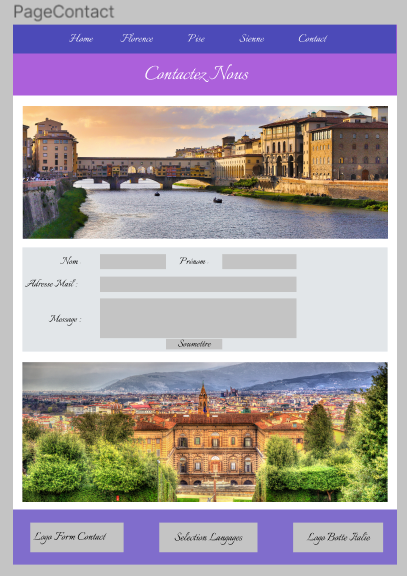 PageContact
Home Florence Pise Sienne Contact
Contactez Nous
Nom Prénom
Adresse Mail :
Message :
Soumettre
Logo Form Contact Selection Langages Logo Botte Italie